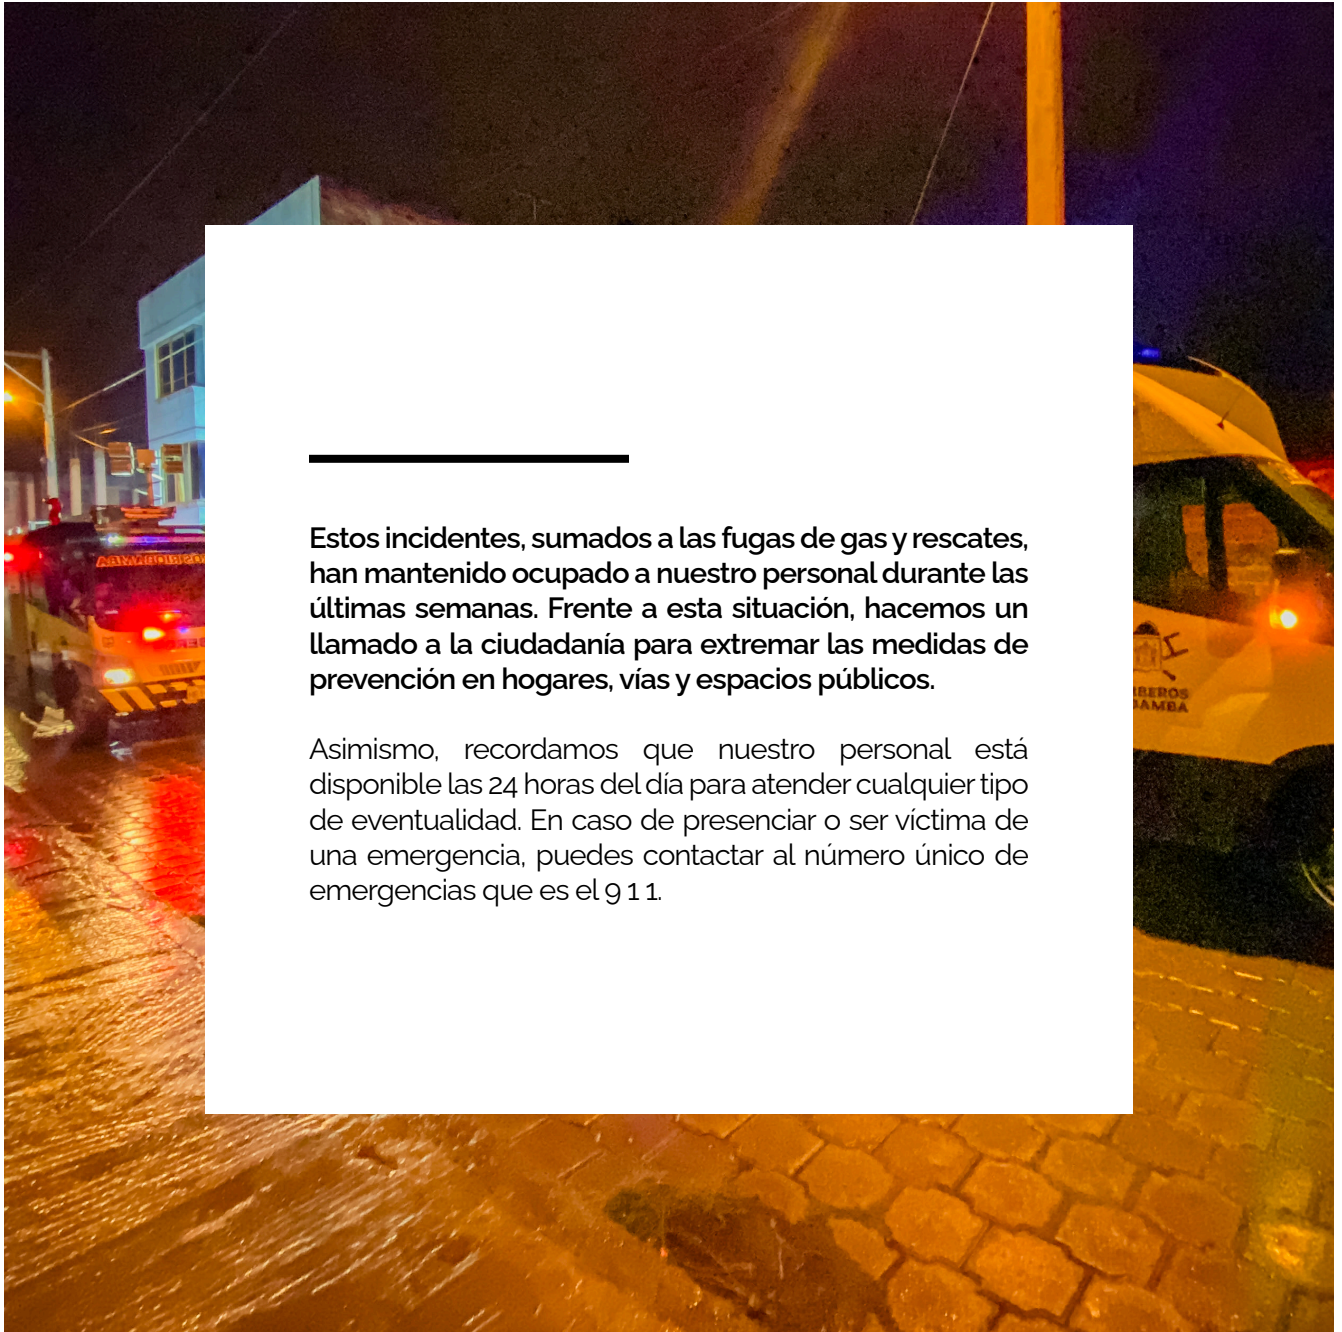 Estos incidentes, sumados a las fugas de gas y rescates,
han mantenido ocupado a nuestro personal durante las
últimas semanas. Frente a esta situación, hacemos un
llamado a la ciudadanía para extremar las medidas de
prevención en hogares, vías y espacios públicos.
Asimismo, recordamos que nuestro personal está
disponible las 24 horas del día para atender cualquier tipo
de eventualidad. En caso de presenciar o ser víctima de
una emergencia, puedes contactar al número único de
emergencias que es el 9 1 1.
BEROS
BAMBA